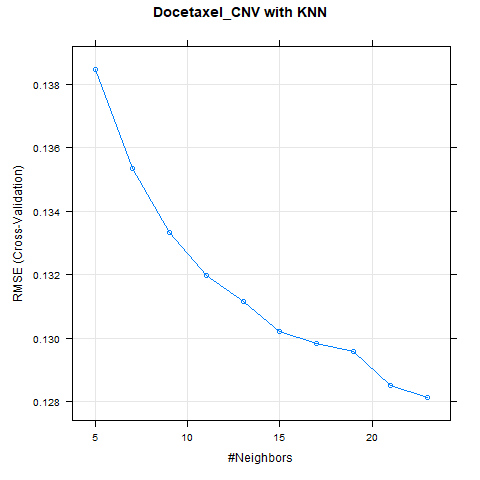 Docetaxel_CNV with KNN
RMSE (Cross-Validation)
0.138
0.136
0.134
0.132
0.130
0.128
5 10 15 20
#Neighbors